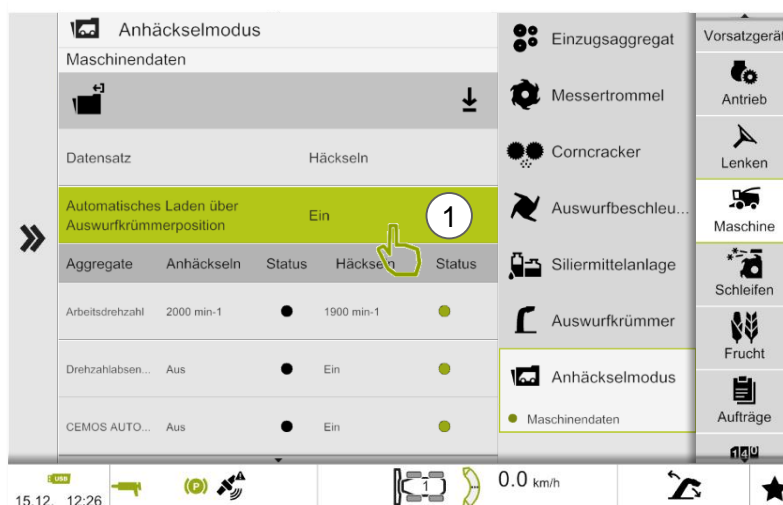 Anhäckselmodus
Maschinendaten
Datensatz Häckseln
Automatisches Laden über
Auswurfkrümmerposition
Ein
1
Aggregate Anhäckseln Status Häckseln Status
Arbeitsdrehzahl 2000 min-1 1900 min-1
Drehzahlabsen... Aus Ein
CEMOS AUTO... Aus Ein
Einzugsaggregat
Messertrommel
Corncracker
Auswurfbeschleu...
Siliermittelanlage
Auswurfkrümmer
Anhäckselmodus
Maschinendaten
Vorsatzgerät
Antrieb
Lenken
Maschine
Schleifen
Frucht
Aufträge
USB
15.12. 12:26
(P)
A
1
0.0 km/h